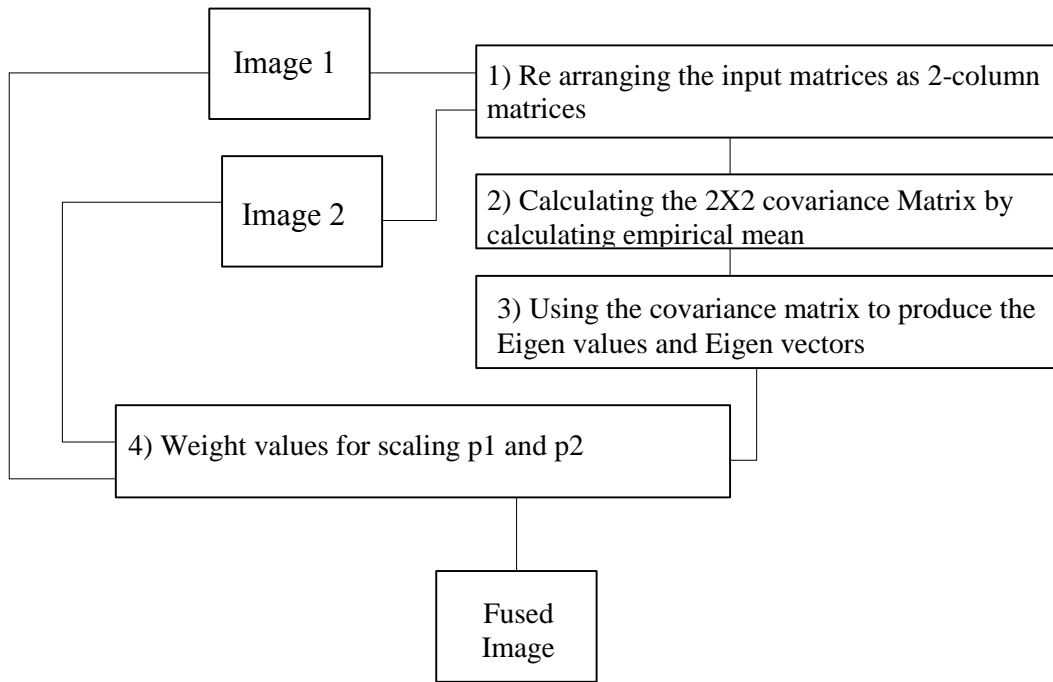 Image 1
1) Re arranging the input matrices as 2-column
matrices
Image 2
2) Calculating the 2X2 covariance Matrix by
calculating empirical mean
3) Using the covariance matrix to produce the
Eigen values and Eigen vectors
4) Weight values for scaling p1 and p2
Fused
Image